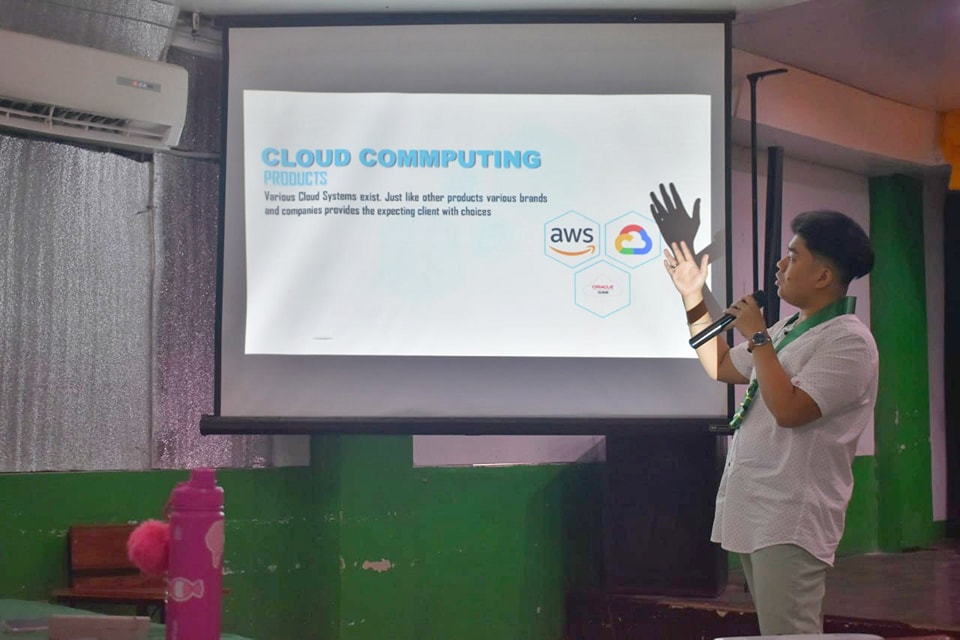 CLOUD COMMPUTING
PRODUCTS
Various Cloud Systems exist. Just like other products various brands
and companies provides the expecting client with choices
aws
ORACLE
CLOUD